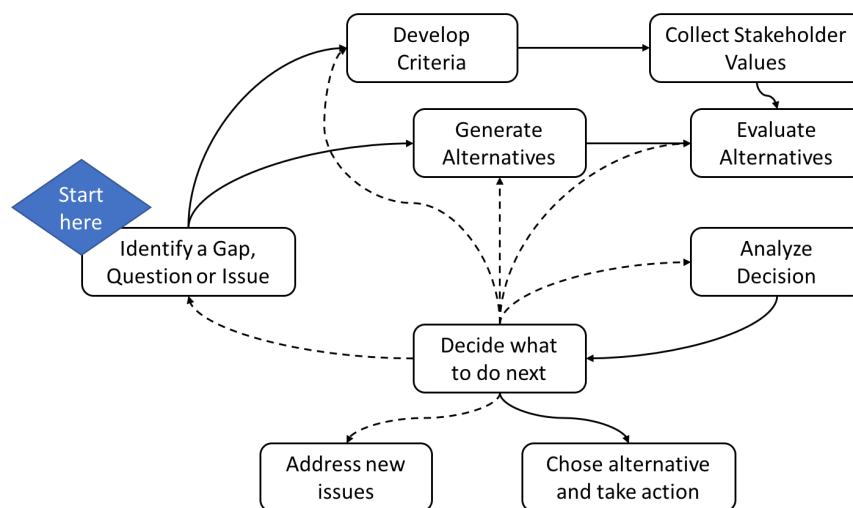 Develop
Criteria
Collect Stakeholder
Values
Generate
Alternatives
Evaluate
Alternatives
Start
here
Identify a Gap,
Question or Issue
Analyze
Decision
Decide what
to do next
Address new
issues
Chose alternative
and take action